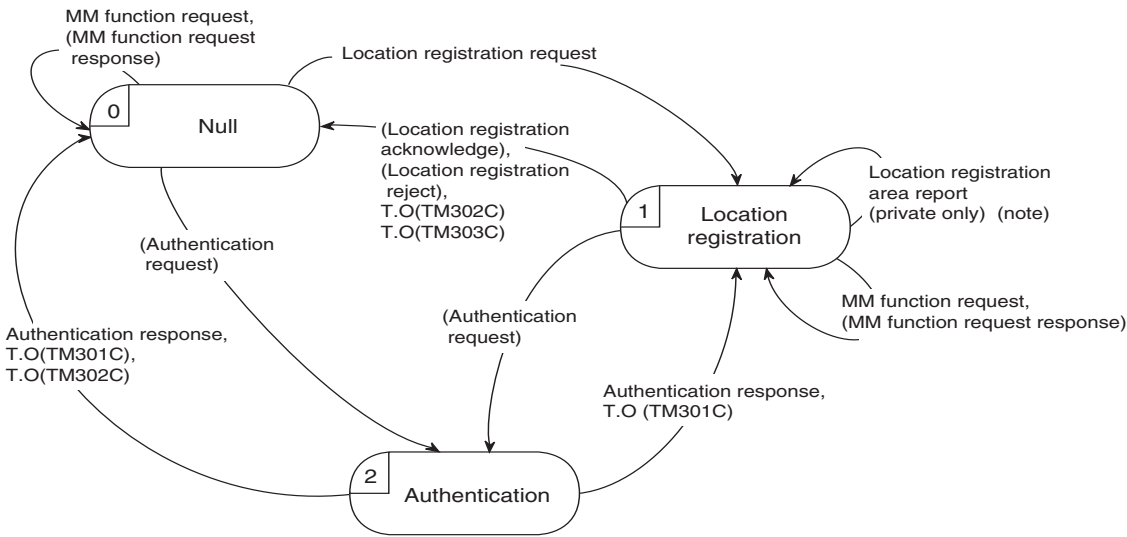 MM function request,
(MM function request
response)
Location registration request
0
Null
(Location registration
acknowledge),
(Location registration
reject),
T.O(TM302C)
T.O(TM303C)
Location registration
area report
(private only) (note)
1
Location
registration
(Authentication
request)
MM function request,
(MM function request response)
(Authentication
request)
Authentication response,
T.O(TM301C),
T.O(TM302C)
Authentication response,
T.O (TM301C)
2
Authentication